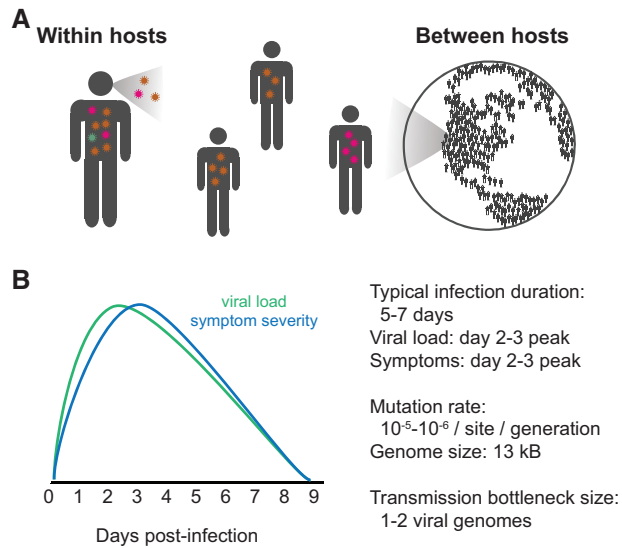 A
Within hosts
Between hosts
B
viral load
symptom severity
0 1 2 3 4 5 6 7 8 9
Days post-infection
Typical infection duration:
5-7 days
Viral load: day 2-3 peak
Symptoms: day 2-3 peak
Mutation rate:
10⁻⁵-10⁻⁶ / site / generation
Genome size: 13 kB
Transmission bottleneck size:
1-2 viral genomes